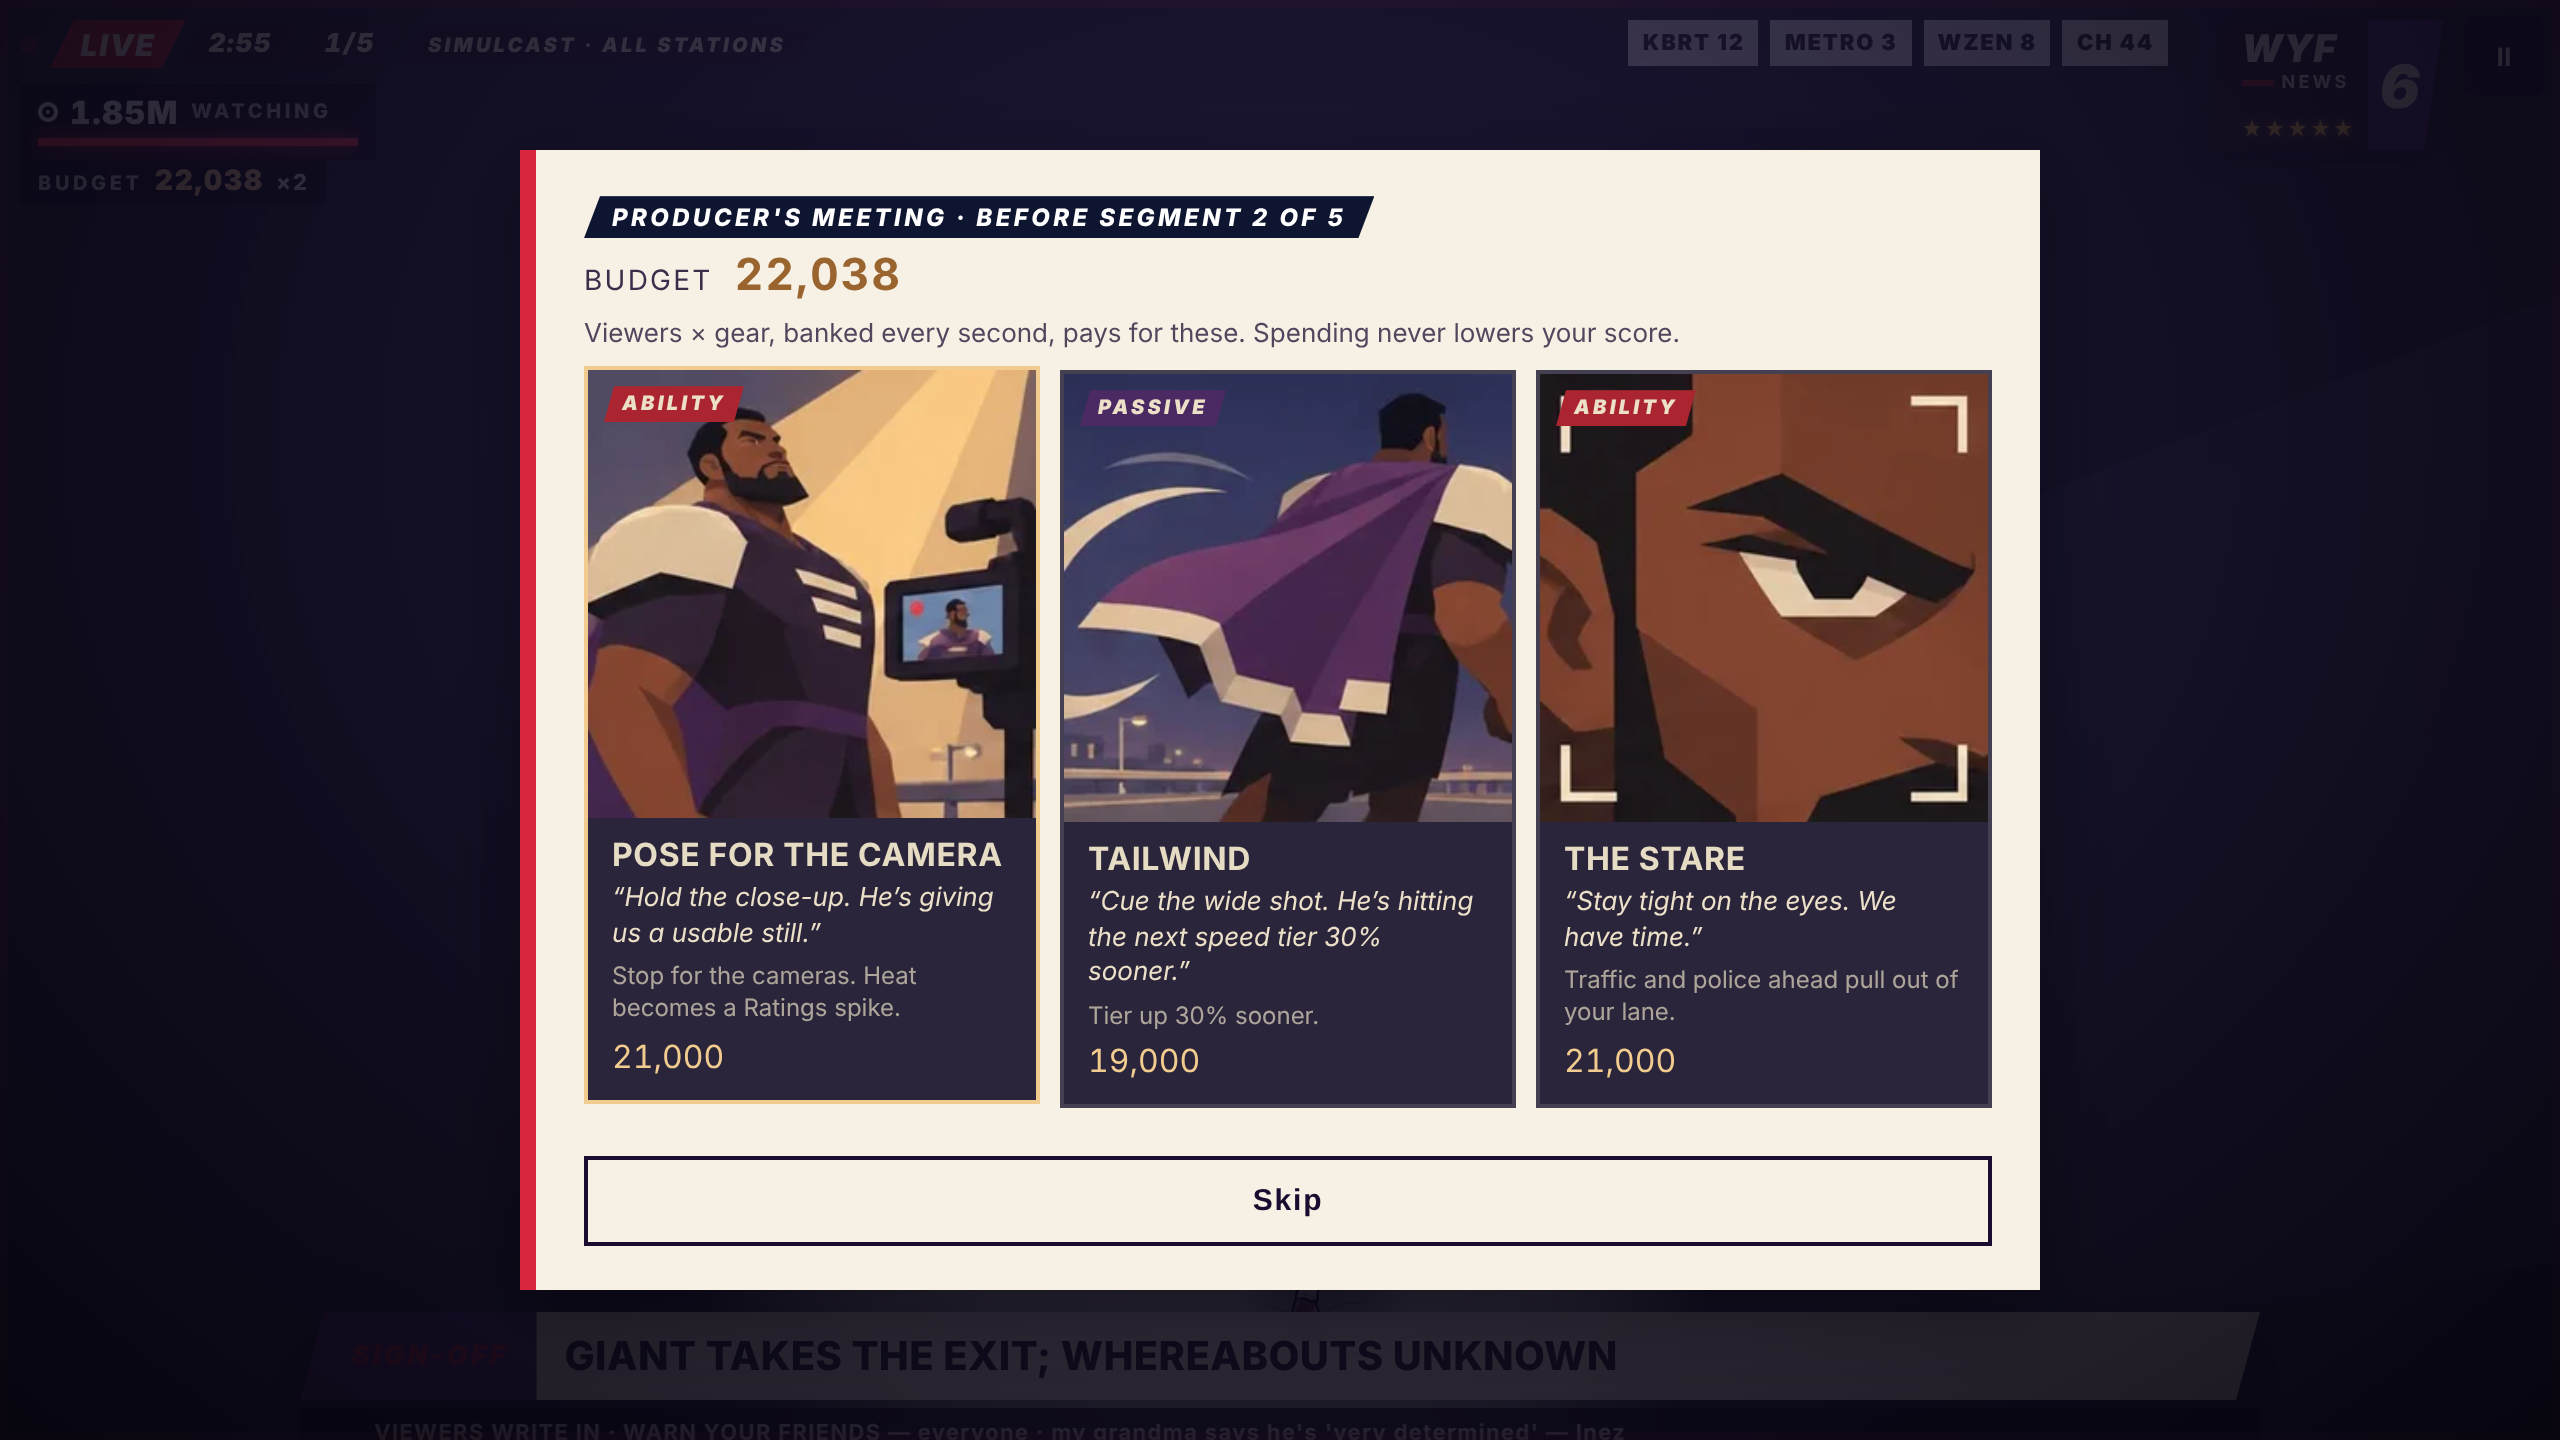 LIVE 2:55 1/5 SIMULCAST · ALL STATIONS
KBRT 12 METRO 3 WZEN 8 CH 44
WYF
NEWS
6
1.85M WATCHING
BUDGET 22,038 ×2
PRODUCER'S MEETING · BEFORE SEGMENT 2 OF 5
BUDGET 22,038
Viewers × gear, banked every second, pays for these. Spending never lowers your score.
ABILITY
POSE FOR THE CAMERA
“Hold the close-up. He’s giving
us a usable still.”
Stop for the cameras. Heat
becomes a Ratings spike.
21,000
PASSIVE
TAILWIND
“Cue the wide shot. He’s hitting
the next speed tier 30%
sooner.”
Tier up 30% sooner.
19,000
ABILITY
THE STARE
“Stay tight on the eyes. We
have time.”
Traffic and police ahead pull out of
your lane.
21,000
Skip
SIGN-OFF
GIANT TAKES THE EXIT; WHEREABOUTS UNKNOWN
VIEWERS WRITE IN · WARN YOUR FRIENDS — everyone · my grandma says he's 'very determined' — Inez